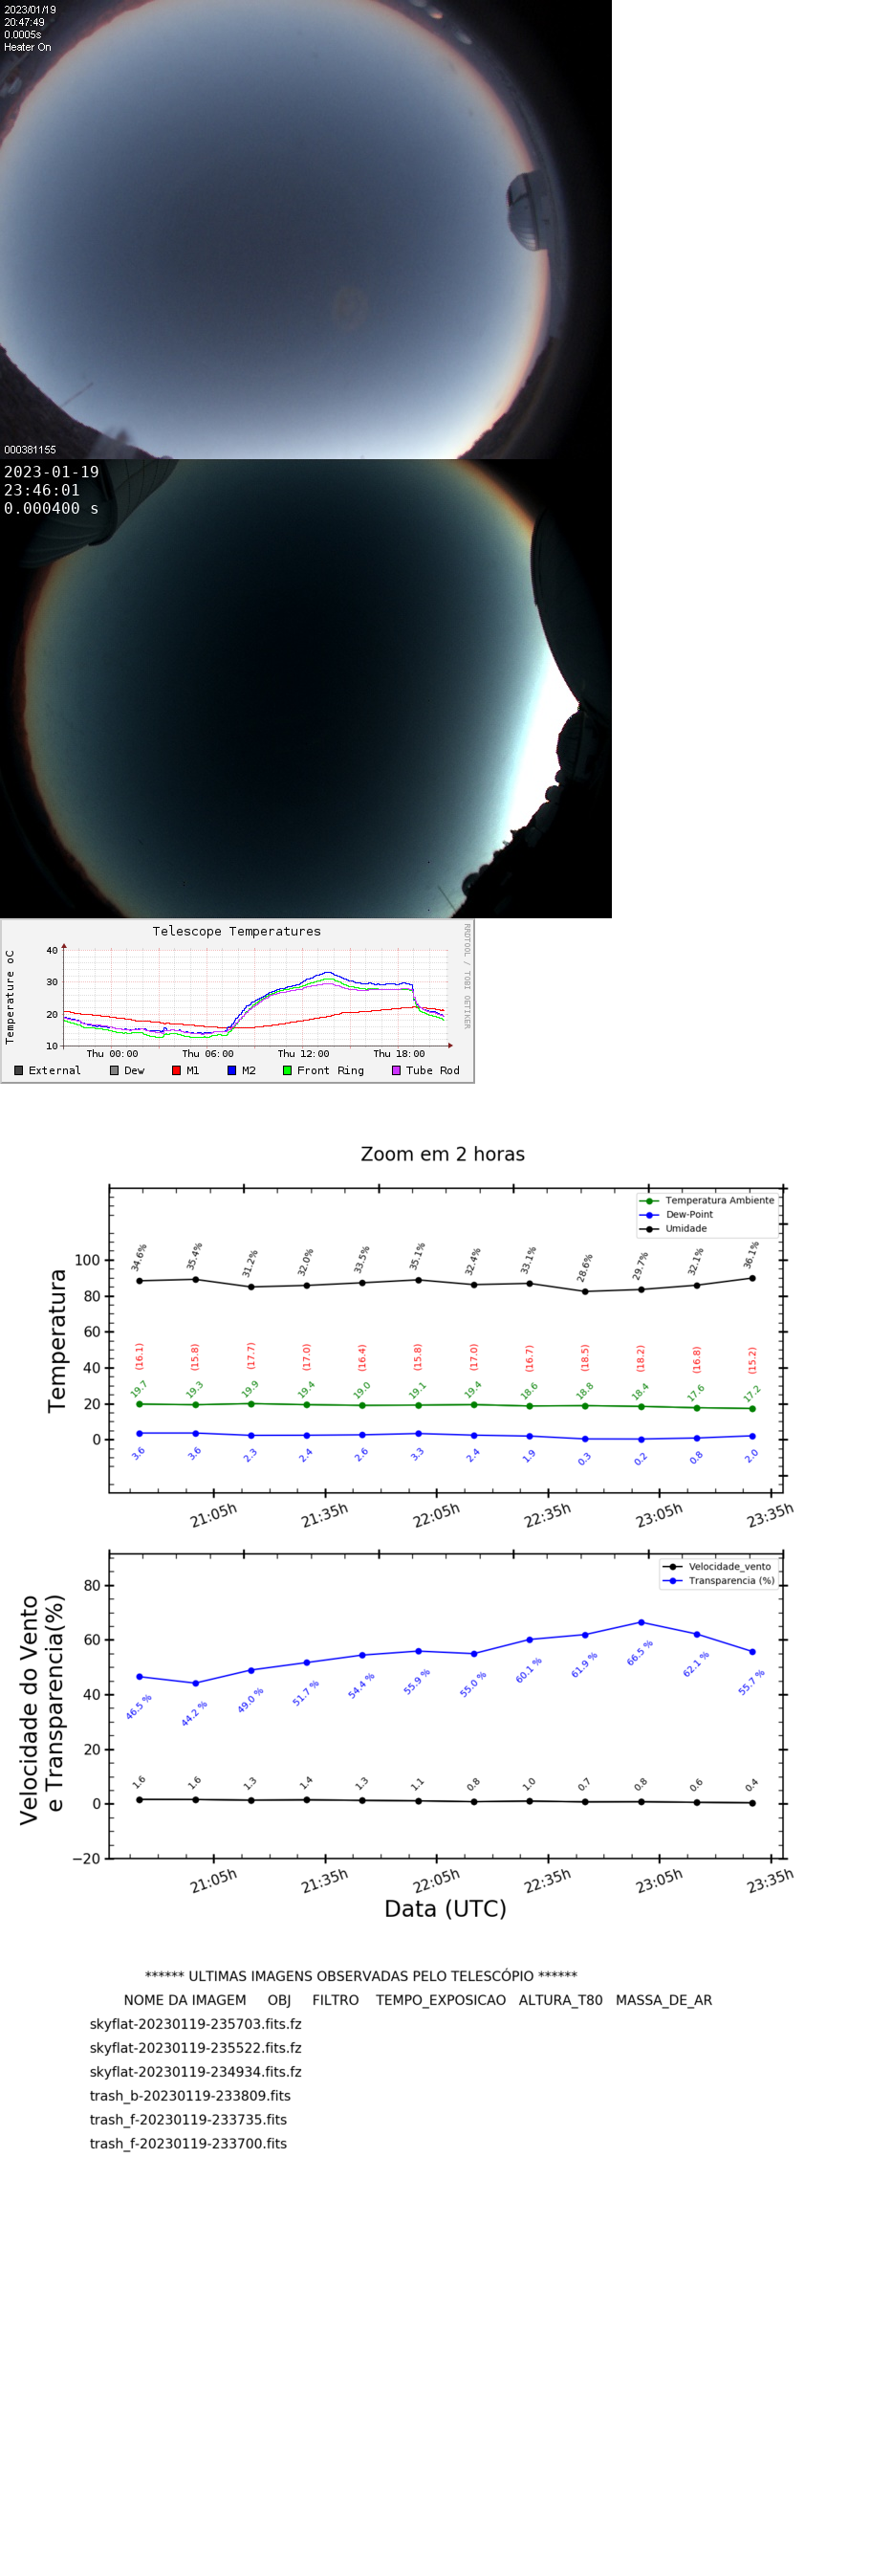 2023/01/19
20:47:49
0.0005s
Heater On
000381155
2023-01-19
23:46:01
0.000400 s
Telescope Temperatures
RRDTOOL / TOBI OETIKER
Temperature oC
40
30
20
10
Thu 00:00 Thu 06:00 Thu 12:00 Thu 18:00
External Dew M1 M2 Front Ring Tube Rod
Zoom em 2 horas
Temperatura Ambiente
Dew-Point
Umidade
Temperatura
100
80
60
40
20
0
34.6% 35.4% 31.2% 32.0% 33.5% 35.1% 32.4% 33.1% 28.6% 29.7% 32.1% 36.1%
(16.1) (15.8) (17.7) (17.0) (16.4) (15.8) (17.0) (16.7) (18.5) (18.2) (16.8) (15.2)
19.7 19.3 19.9 19.4 19.0 19.1 19.4 18.6 18.8 18.4 17.6 17.2
3.6 3.6 2.3 2.4 2.6 3.3 2.4 1.9 0.3 0.2 0.8 2.0
21:05h 21:35h 22:05h 22:35h 23:05h 23:35h
Velocidade_vento
Transparencia (%)
Velocidade do Vento
e Transparencia(%)
80
60
40
20
0
−20
46.5 % 44.2 % 49.0 % 51.7 % 54.4 % 55.9 % 55.0 % 60.1 % 61.9 % 66.5 % 62.1 % 55.7 %
1.6 1.6 1.3 1.4 1.3 1.1 0.8 1.0 0.7 0.8 0.6 0.4
21:05h 21:35h 22:05h 22:35h 23:05h 23:35h
Data (UTC)
****** ULTIMAS IMAGENS OBSERVADAS PELO TELESCÓPIO ******
NOME DA IMAGEM OBJ FILTRO TEMPO_EXPOSICAO ALTURA_T80 MASSA_DE_AR
skyflat-20230119-235703.fits.fz
skyflat-20230119-235522.fits.fz
skyflat-20230119-234934.fits.fz
trash_b-20230119-233809.fits
trash_f-20230119-233735.fits
trash_f-20230119-233700.fits